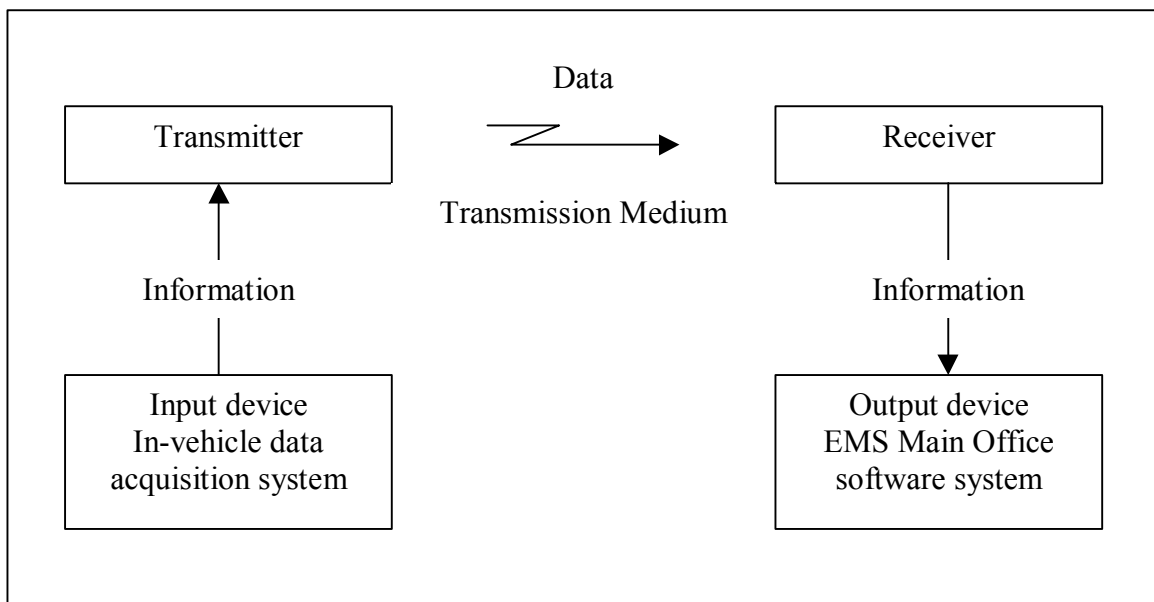 Data
Transmitter
Receiver
Transmission Medium
Information
Information
Input device
In-vehicle data
acquisition system
Output device
EMS Main Office
software system